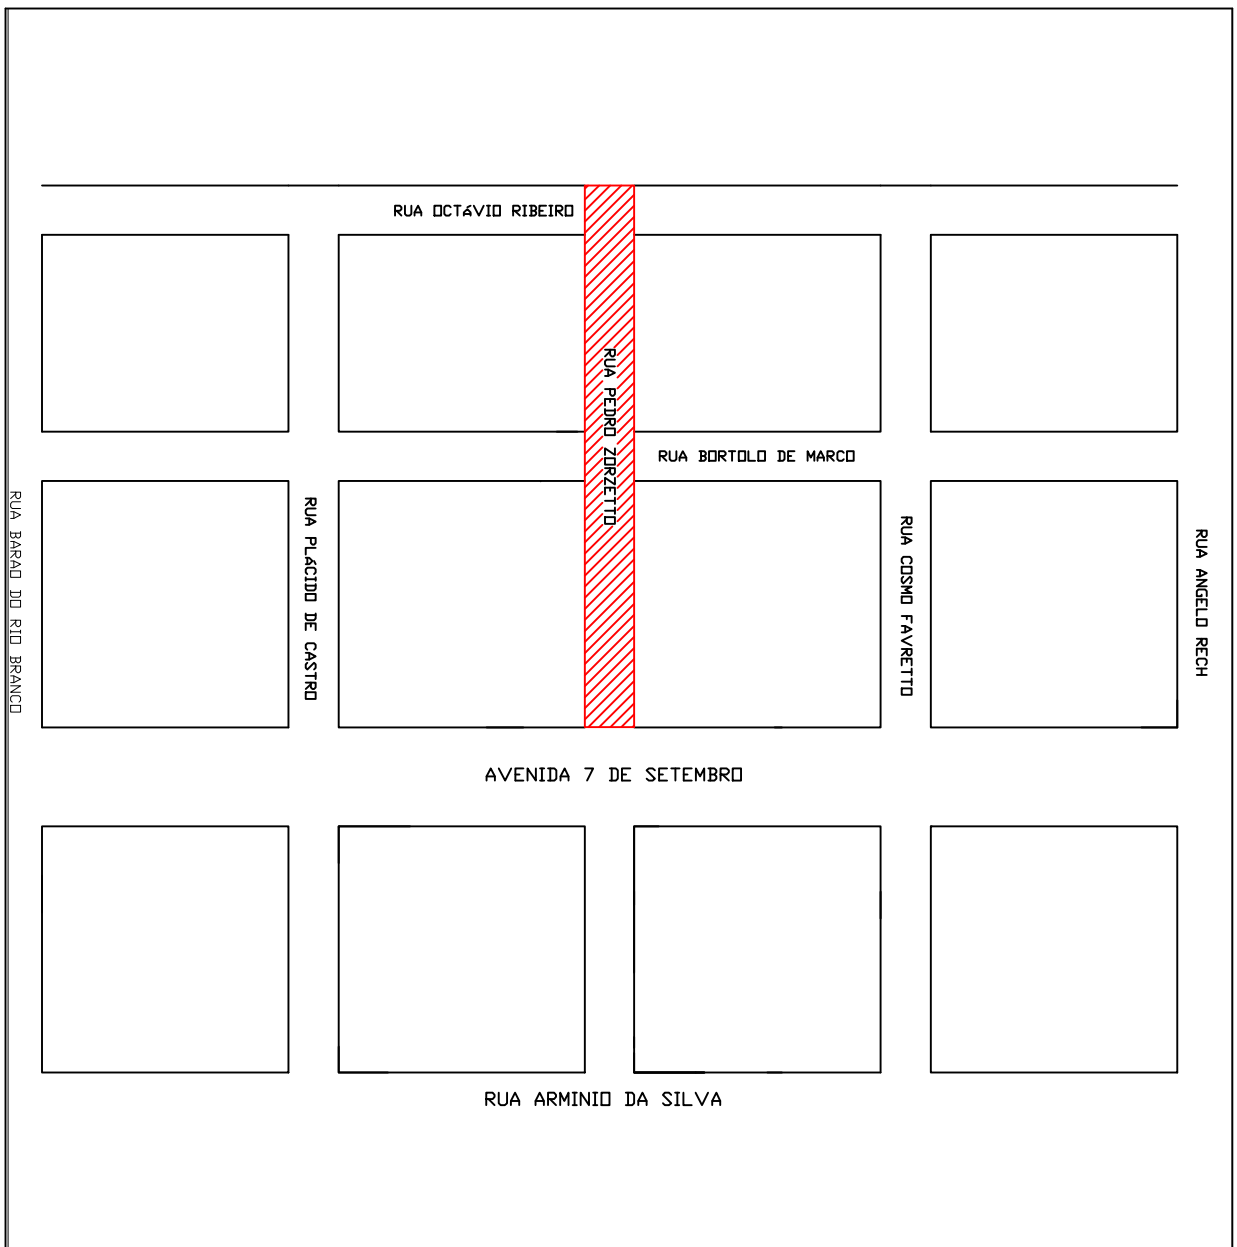 RUA OCTáVIO RIBEIRO
RUA PEDRO ZORZETTO
RUA BORTOLO DE MARCO
RUA BARAO DO RIO BRANCO
RUA PLáCIDO DE CASTRO
RUA COSMO FAVRETTO
RUA ANGELO RECH
AVENIDA 7 DE SETEMBRO
RUA ARMINIO DA SILVA